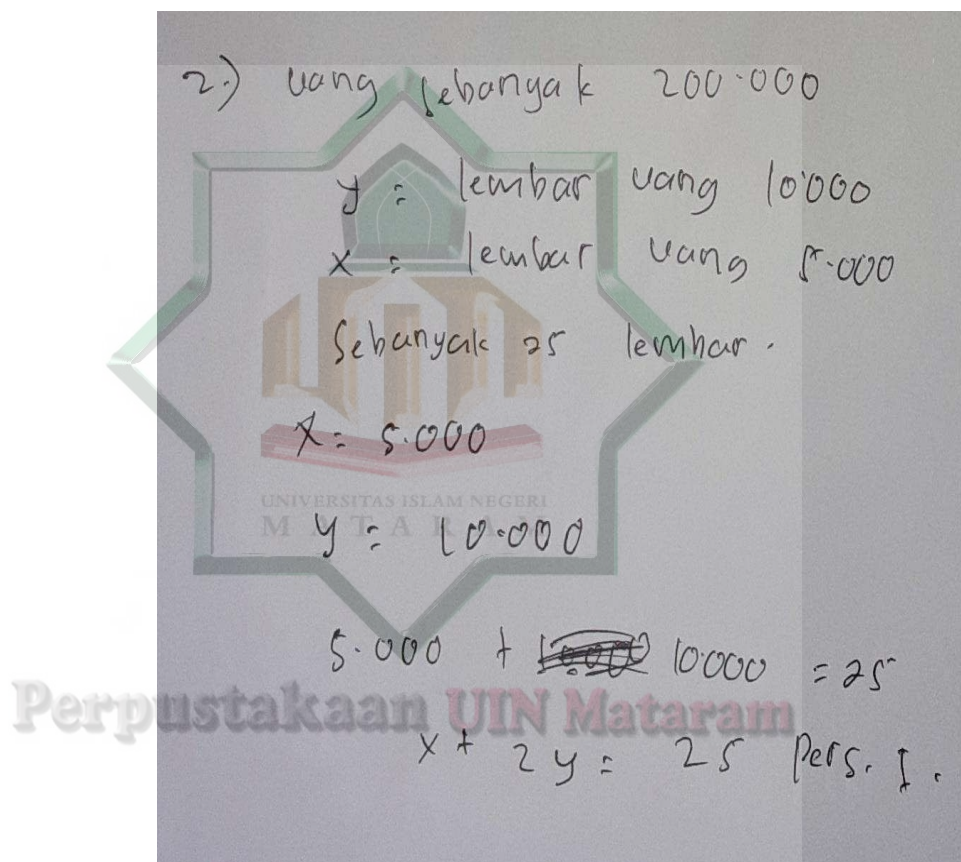 2.) uang sebanyak 200.000
y = lembar uang 10.000
x = lembar uang 5.000
Sebanyak 25 lembar.
x = 5.000
UNIVERSITAS ISLAM NEGERI
MATARAM
y = 10.000
5.000 + 10.000 = 25
Perpustakaan UIN Mataram
x + 2y = 25 Pers. I.